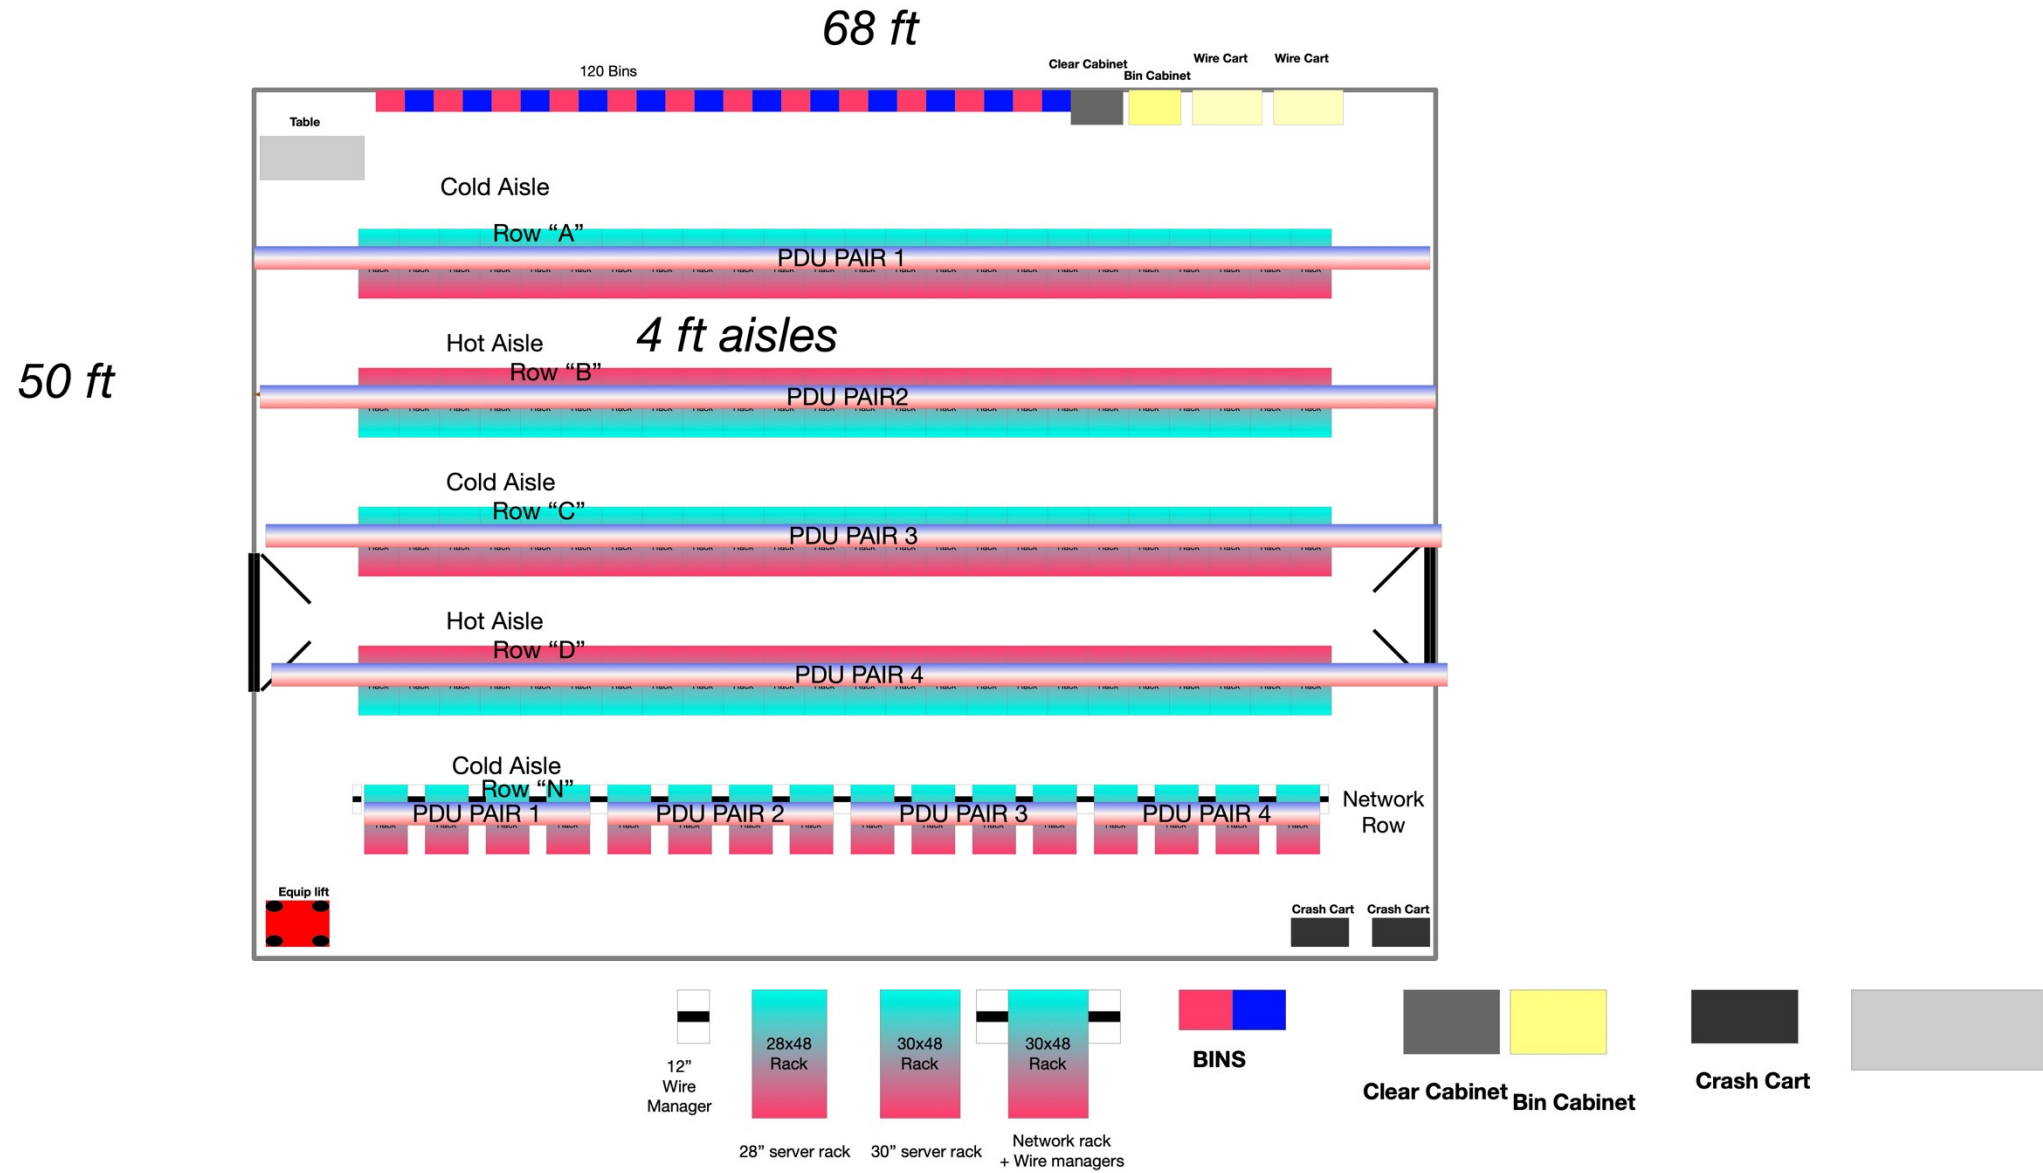 68 ft
120 Bins
Clear Cabinet
Bin Cabinet
Wire Cart
Wire Cart
Table
Cold Aisle
Row “A”
PDU PAIR 1
Hot Aisle
4 ft aisles
50 ft
Row “B”
PDU PAIR2
Cold Aisle
Row “C”
PDU PAIR 3
Hot Aisle
Row “D”
PDU PAIR 4
Cold Aisle
Row “N”
PDU PAIR 1
PDU PAIR 2
PDU PAIR 3
PDU PAIR 4
Network
Row
Equip lift
Crash Cart
Crash Cart
12”
Wire
Manager
28x48
Rack
28” server rack
30x48
Rack
30” server rack
30x48
Rack
Network rack
+ Wire managers
BINS
Clear Cabinet
Bin Cabinet
Crash Cart